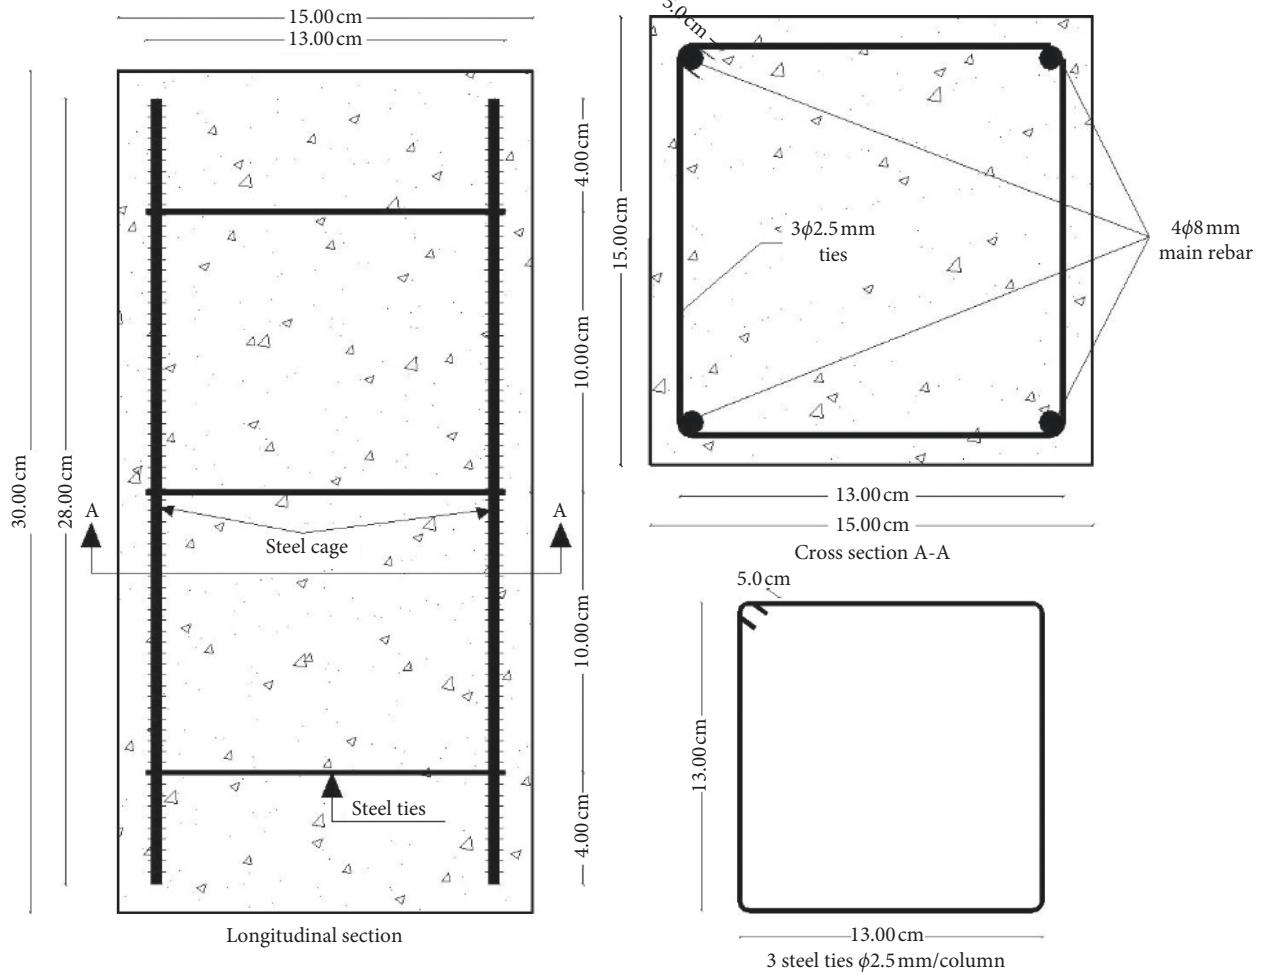 15.00 cm
13.00 cm
30.00 cm
28.00 cm
4.00 cm
10.00 cm
10.00 cm
4.00 cm
A
A
Steel cage
Steel ties
Longitudinal section
5.0 cm
15.00 cm
3ϕ2.5 mm
ties
4ϕ8 mm
main rebar
13.00 cm
15.00 cm
Cross section A-A
5.0 cm
13.00 cm
13.00 cm
3 steel ties ϕ2.5 mm/column